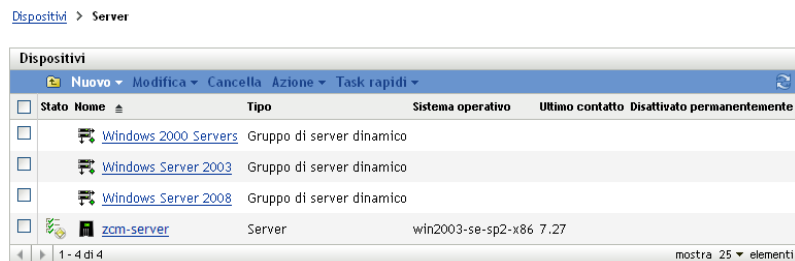 Dispositivi > Server
Dispositivi
Nuovo Modifica Cancella Azione Task rapidi
Stato Nome Tipo Sistema operativo Ultimo contatto Disattivato permanentemente
Windows 2000 Servers Gruppo di server dinamico
Windows Server 2003 Gruppo di server dinamico
Windows Server 2008 Gruppo di server dinamico
zcm-server Server win2003-se-sp2-x86 7.27
1 - 4 di 4 mostra 25 elementi